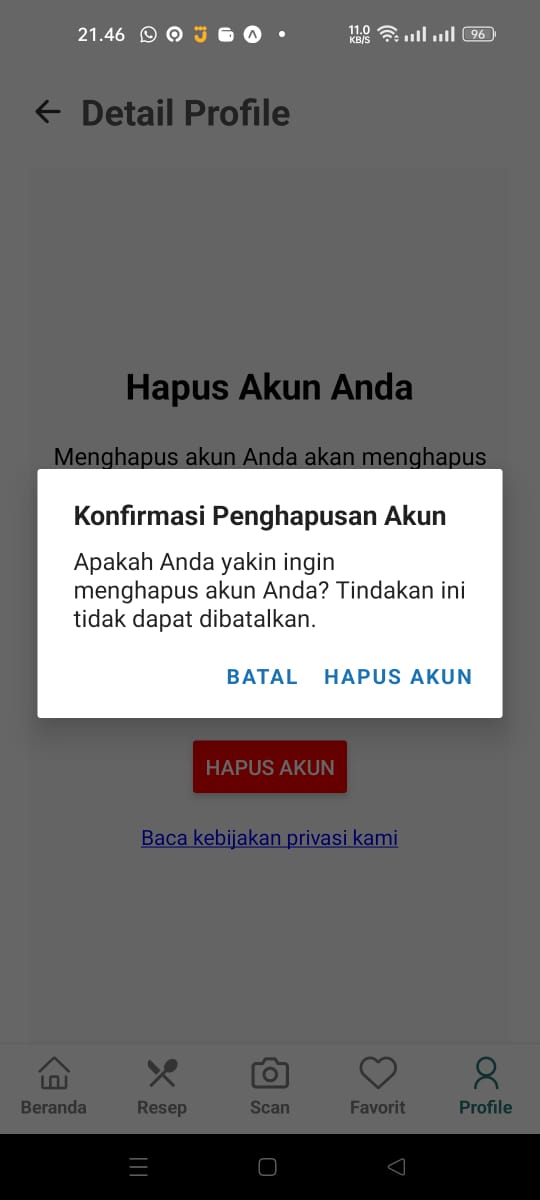 21.46
11.0
KB/S
96
Detail Profile
Hapus Akun Anda
Menghapus akun Anda akan menghapus
Konfirmasi Penghapusan Akun
Apakah Anda yakin ingin
menghapus akun Anda? Tindakan ini
tidak dapat dibatalkan.
BATAL HAPUS AKUN
HAPUS AKUN
Baca kebijakan privasi kami
Beranda Resep Scan Favorit Profile